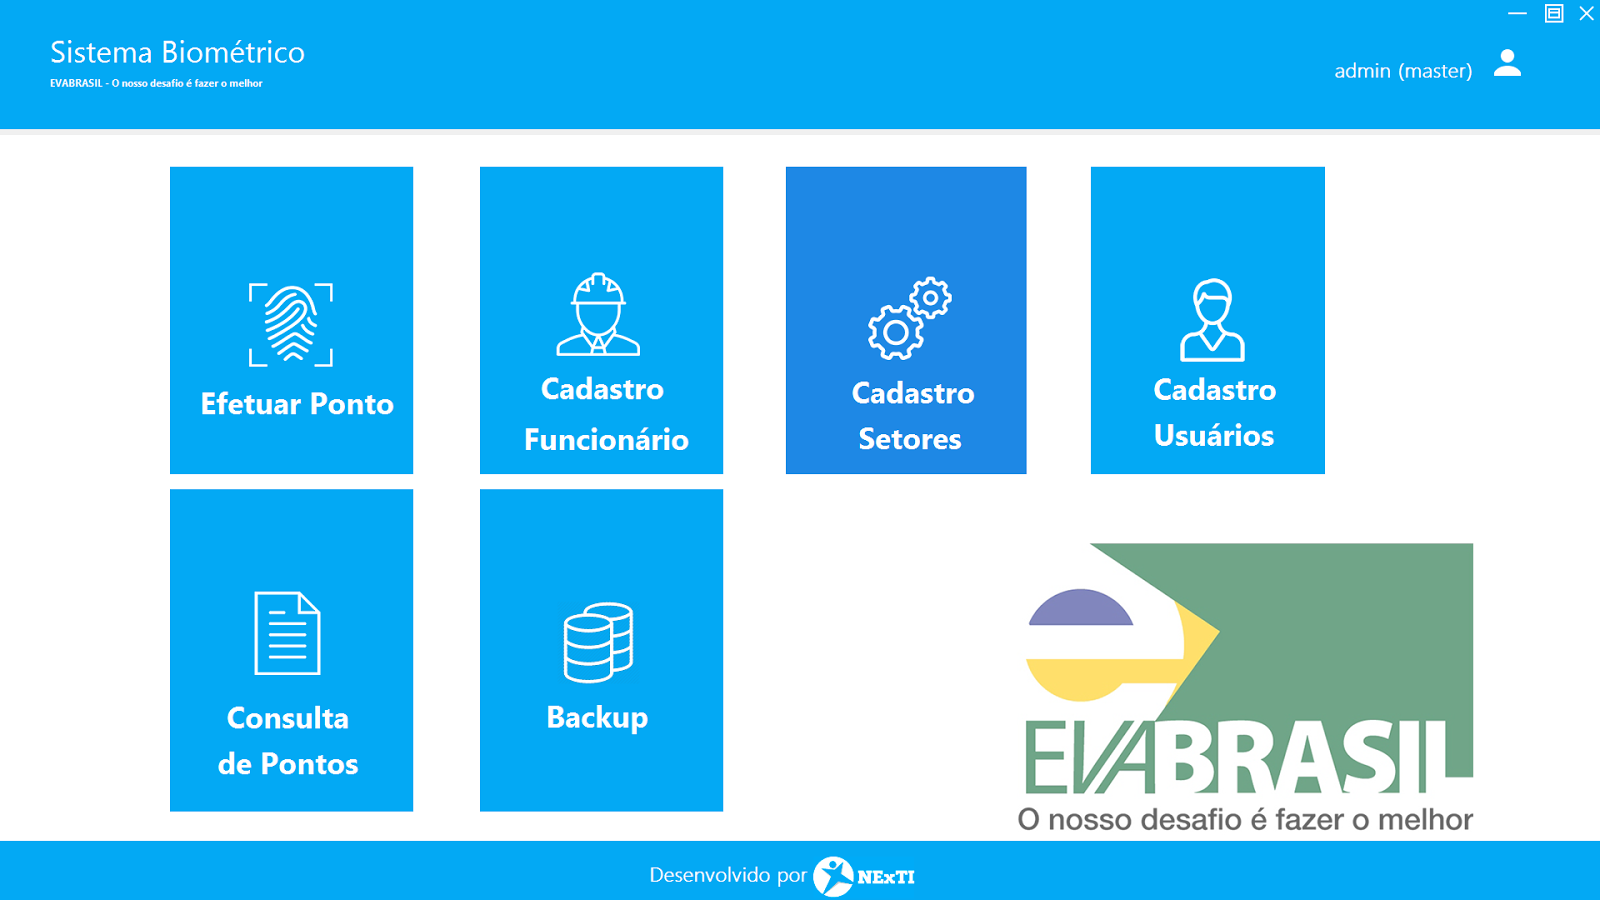 Sistema Biométrico
EVABRASIL - O nosso desafio é fazer o melhor
admin (master)
Efetuar Ponto
Cadastro
Funcionário
Cadastro
Setores
Cadastro
Usuários
Consulta
de Pontos
Backup
EVABRASIL
O nosso desafio é fazer o melhor
Desenvolvido por NExTI